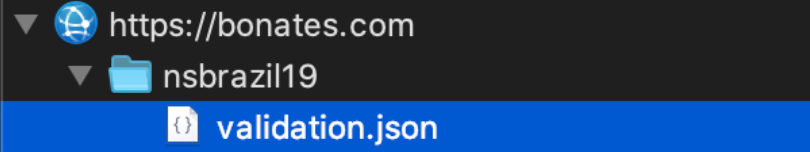 https://bonates.com
nsbrazil19
{} validation.json